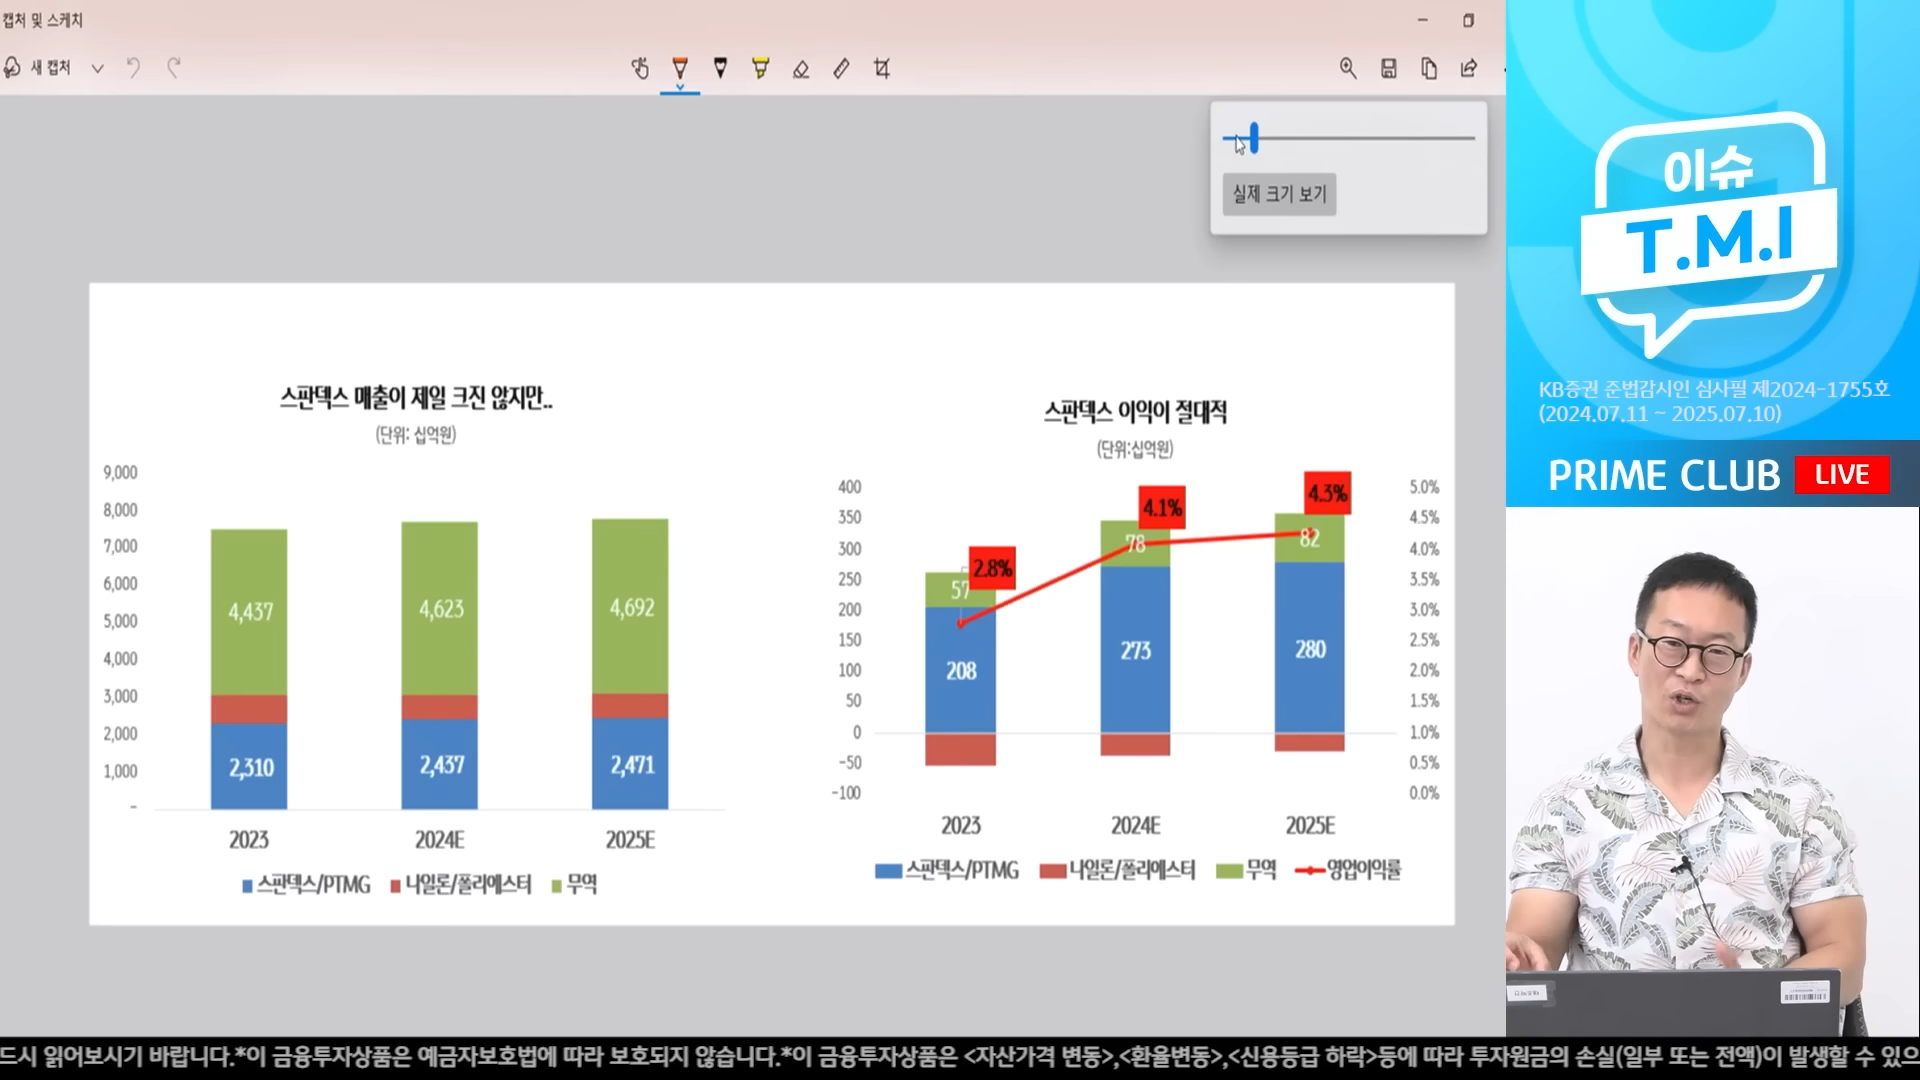 캡처 및 스케치
새 캡처
실제 크기 보기
스판덱스 매출이 제일 크진 않지만..
(단위: 십억원)
9,000
8,000
7,000
6,000
5,000
4,000
3,000
2,000
1,000
-
4,437
4,623
4,692
2,310
2,437
2,471
2023
2024E
2025E
스판덱스/PTMG
나일론/폴리에스터
무역
스판덱스 이익이 절대적
(단위:십억원)
400
350
300
250
200
150
100
50
0
-50
-100
5.0%
4.5%
4.0%
3.5%
3.0%
2.5%
2.0%
1.5%
1.0%
0.5%
0.0%
2.8%
4.1%
4.3%
57
78
82
208
273
280
2023
2024E
2025E
스판덱스/PTMG
나일론/폴리에스터
무역
영업이익률
이슈
T.M.I
KB증권 준법감시인 심사필 제2024-1755호
(2024.07.11 ~ 2025.07.10)
PRIME CLUB LIVE
드시 읽어보시기 바랍니다.*이 금융투자상품은 예금자보호법에 따라 보호되지 않습니다.*이 금융투자상품은 <자산가격 변동>,<환율변동>,<신용등급 하락>등에 따라 투자원금의 손실(일부 또는 전액)이 발생할 수 있으